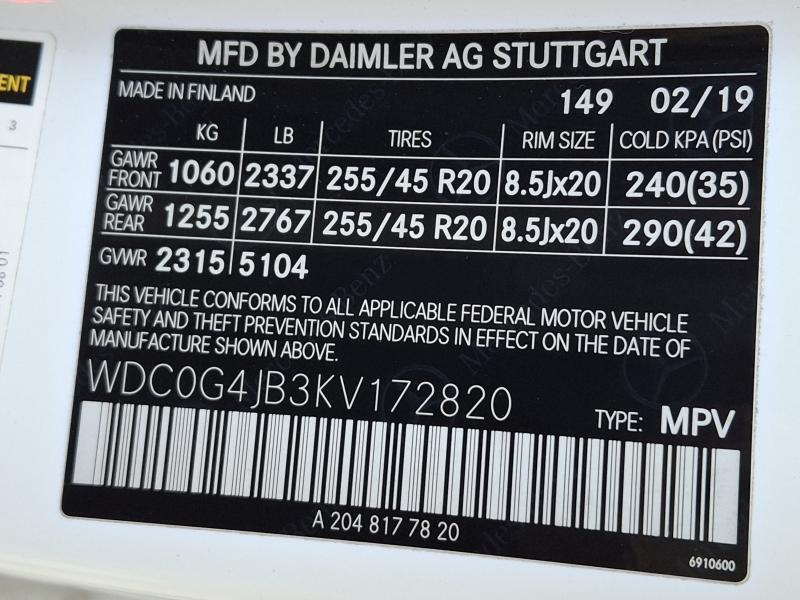 MFD BY DAIMLER AG STUTTGART
MADE IN FINLAND 149 02/19
KG LB TIRES RIM SIZE COLD KPA (PSI)
GAWR FRONT 1060 2337 255/45 R20 8.5Jx20 240(35)
GAWR REAR 1255 2767 255/45 R20 8.5Jx20 290(42)
GVWR 2315 5104
THIS VEHICLE CONFORMS TO ALL APPLICABLE FEDERAL MOTOR VEHICLE
SAFETY AND THEFT PREVENTION STANDARDS IN EFFECT ON THE DATE OF
MANUFACTURE SHOWN ABOVE.
WDC0G4JB3KV172820
TYPE: MPV
A 204 817 78 20
6910600
ENT
3